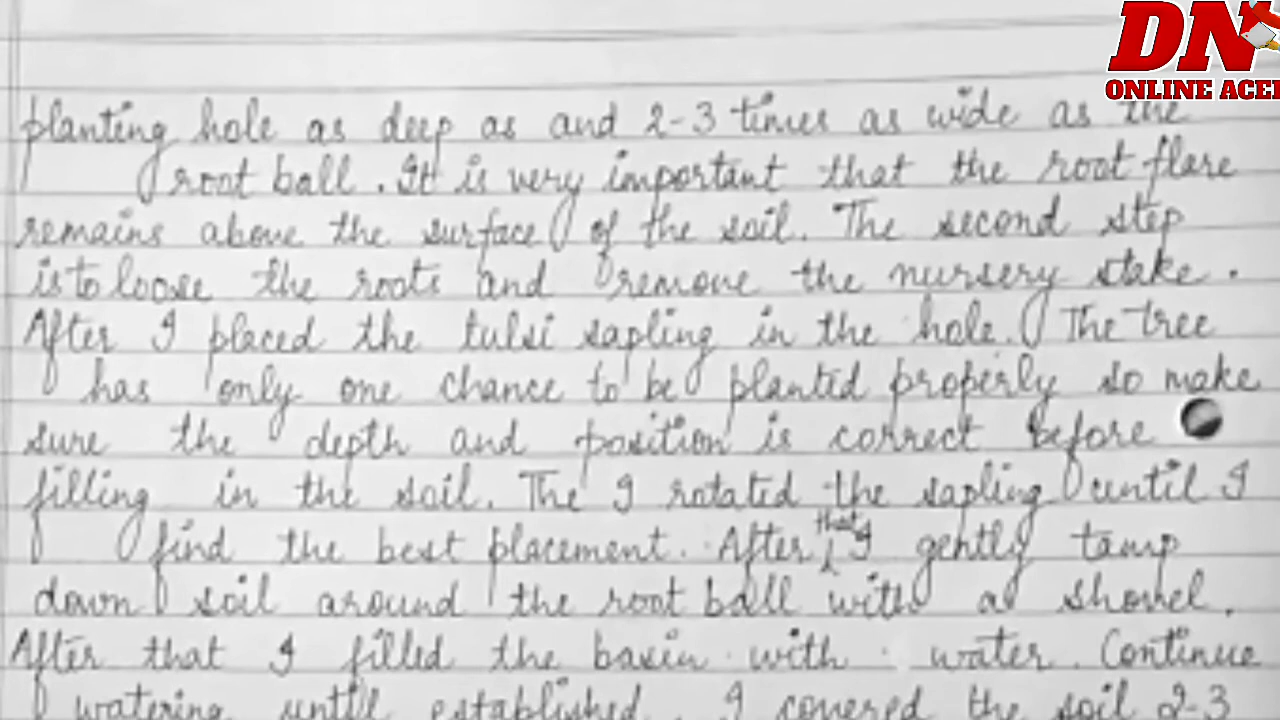 DN
ONLINE ACE
planting hole as deep as and 2-3 times as wide as the
root ball. It is very important that the root flare
remains above the surface of the soil. The second step
is to loose the roots and remove the nursery stake.
After I placed the tulsi sapling in the hole. The tree
has only one chance to be planted properly so make
sure the depth and position is correct before
filling in the soil. The I rotated the sapling until I
find the best placement. After that I gently tamp
down soil around the root ball with a shovel.
After that I filled the basin with water. Continue
watering until established. I covered the soil 2-3